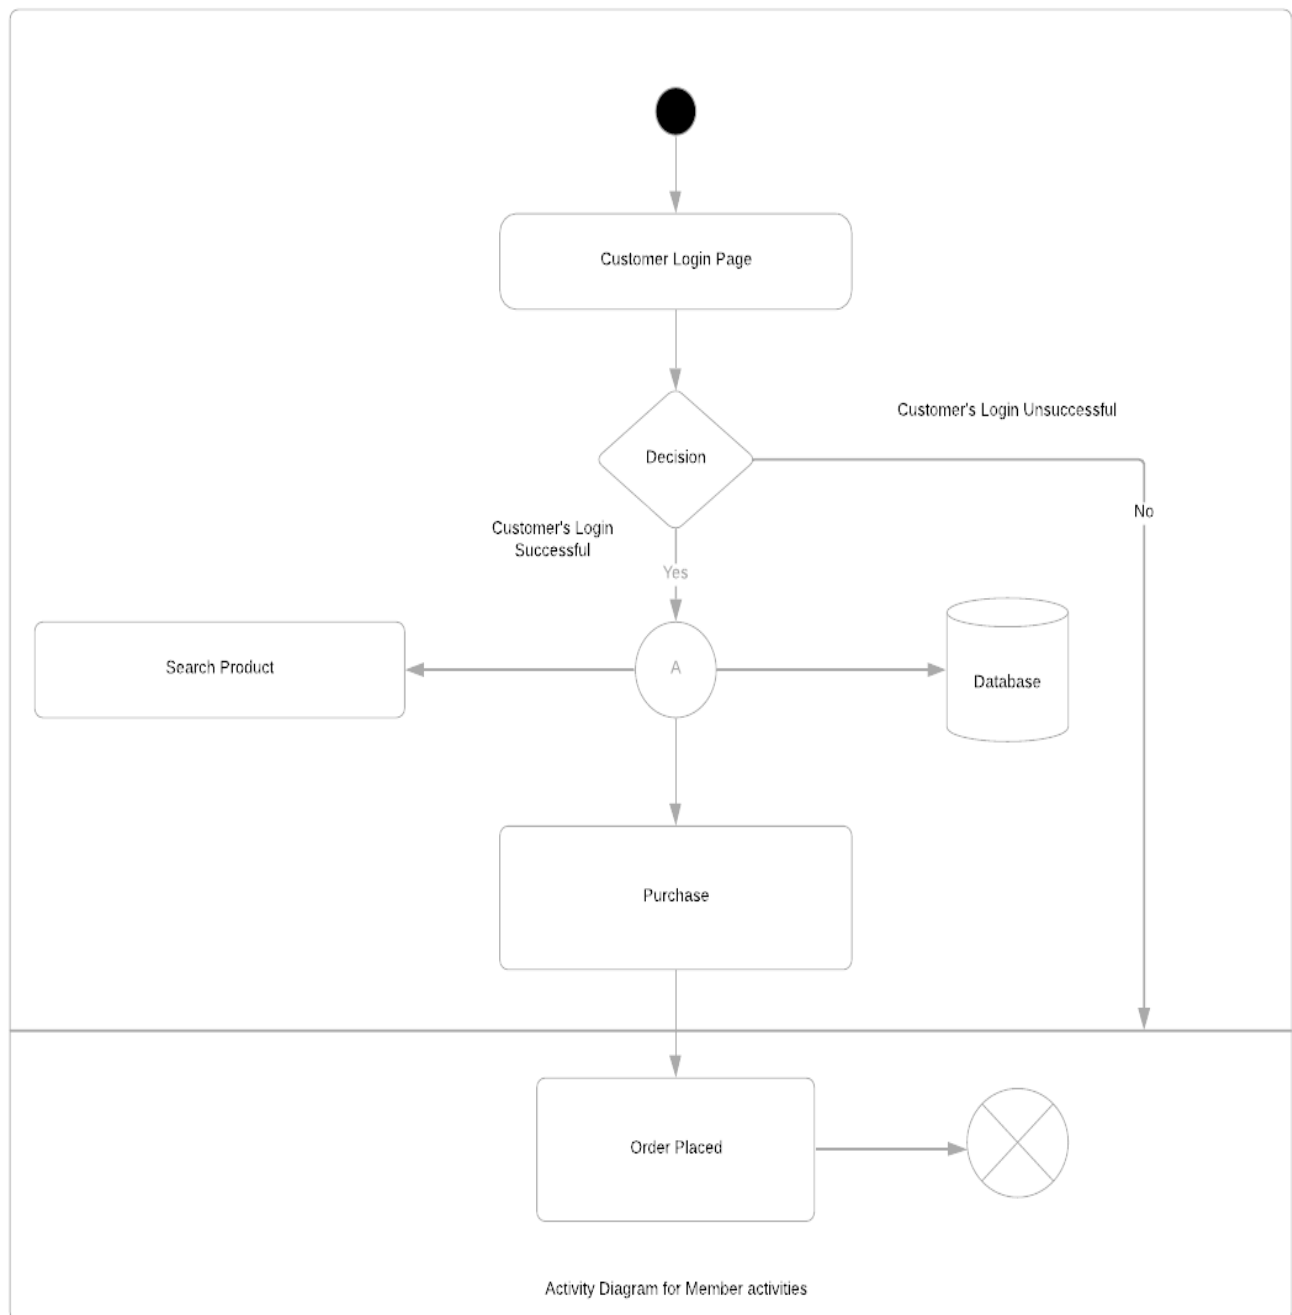 Customer Login Page
Customer's Login Unsuccessful
Decision
No
Customer's Login
Successful
Yes
Search Product
A
Database
Purchase
Order Placed
Activity Diagram for Member activities